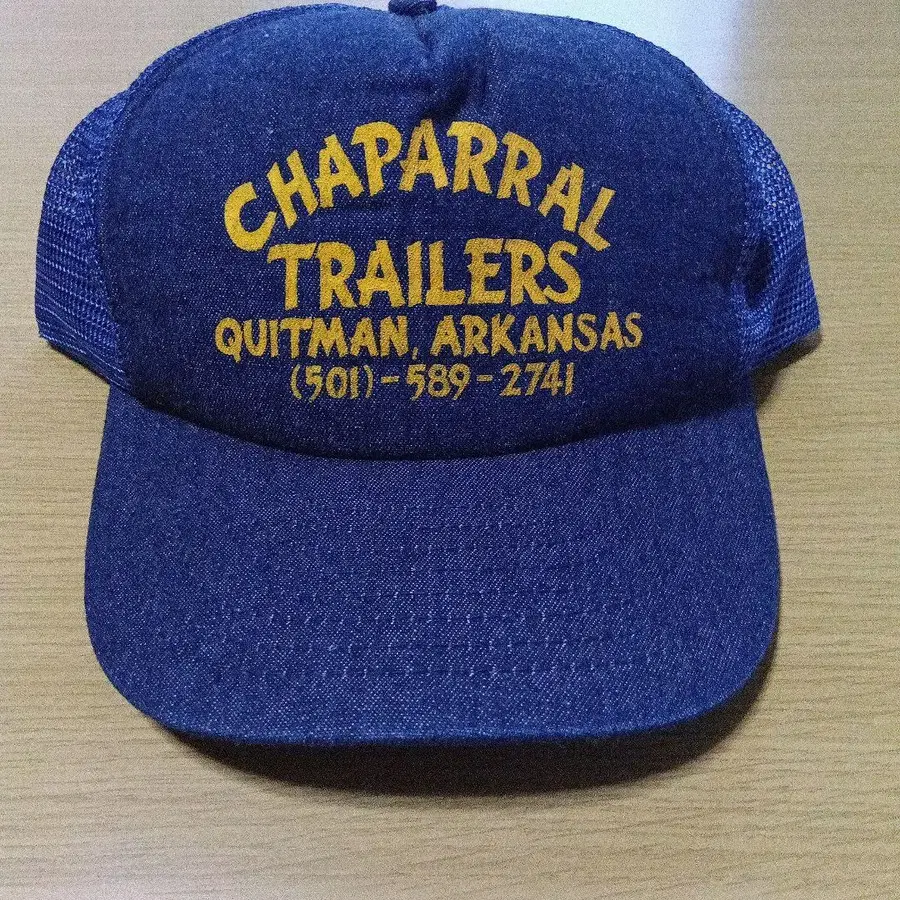 CHAPARRAL
TRAILERS
QUITMAN, ARKANSAS
(501)-589-2741